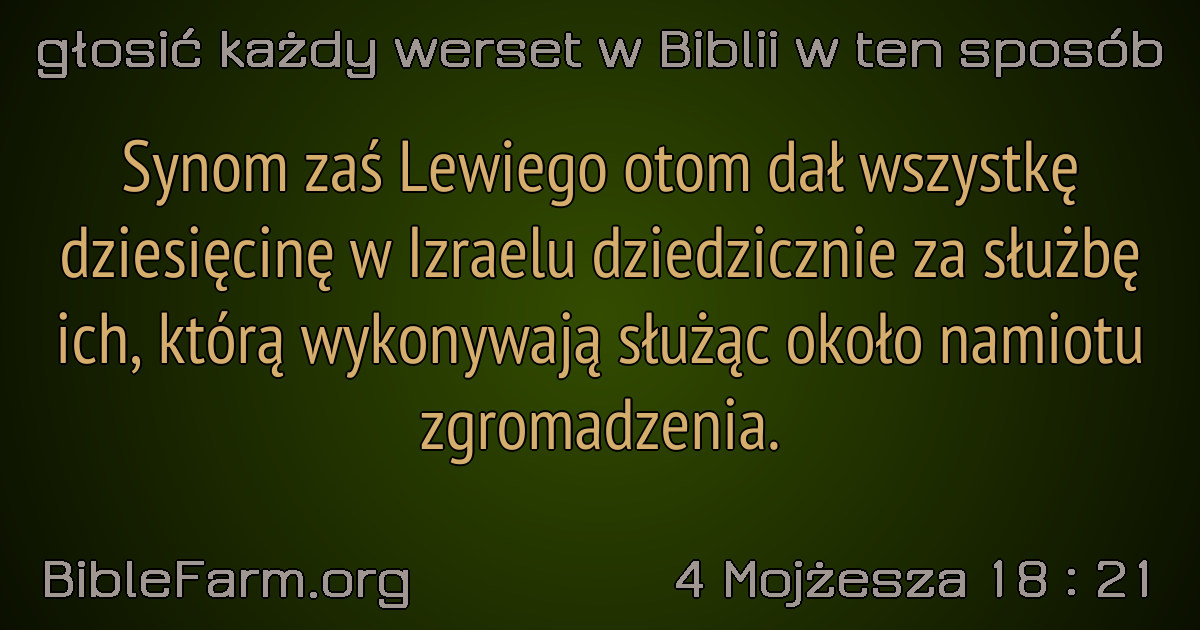 głosić każdy werset w Biblii w ten sposób
Synom zaś Lewiego otom dał wszystkę
dziesięcinę w Izraelu dziedzicznie za służbę
ich, którą wykonywają służąc około namiotu
zgromadzenia.
BibleFarm.org
4 Mojżesza 18 : 21